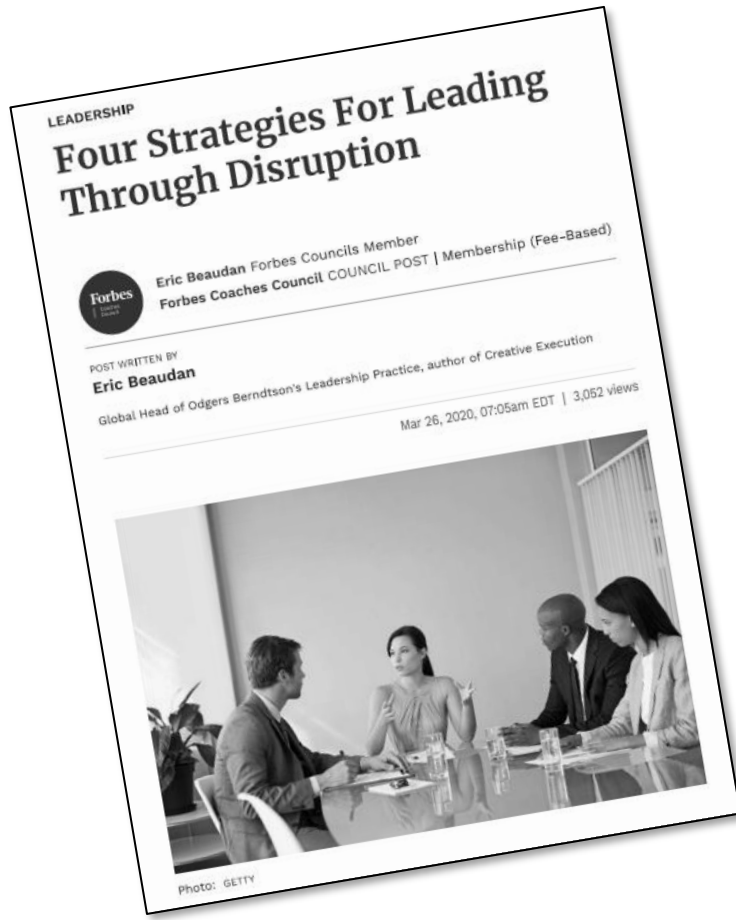 LEADERSHIP
Four Strategies For Leading
Through Disruption
Forbes
Eric Beaudan Forbes Councils Member
Forbes Coaches Council COUNCIL POST | Membership (Fee-Based)
POST WRITTEN BY
Eric Beaudan
Global Head of Odgers Berndtson's Leadership Practice, author of Creative Execution
Mar 26, 2020, 07:05am EDT | 3,052 views
Photo: GETTY